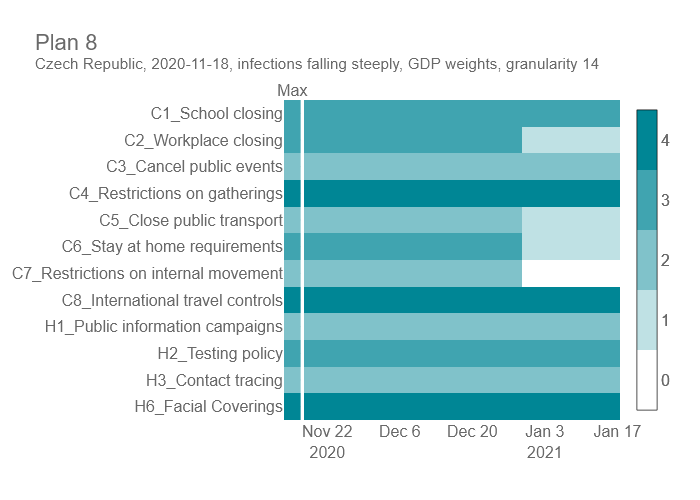 Plan 8
Czech Republic, 2020-11-18, infections falling steeply, GDP weights, granularity 14
Max
C1_School closing
C2_Workplace closing
C3_Cancel public events
C4_Restrictions on gatherings
C5_Close public transport
C6_Stay at home requirements
C7_Restrictions on internal movement
C8_International travel controls
H1_Public information campaigns
H2_Testing policy
H3_Contact tracing
H6_Facial Coverings
4
3
2
1
0
Nov 22 Dec 6 Dec 20 Jan 3 Jan 17
2020 2021